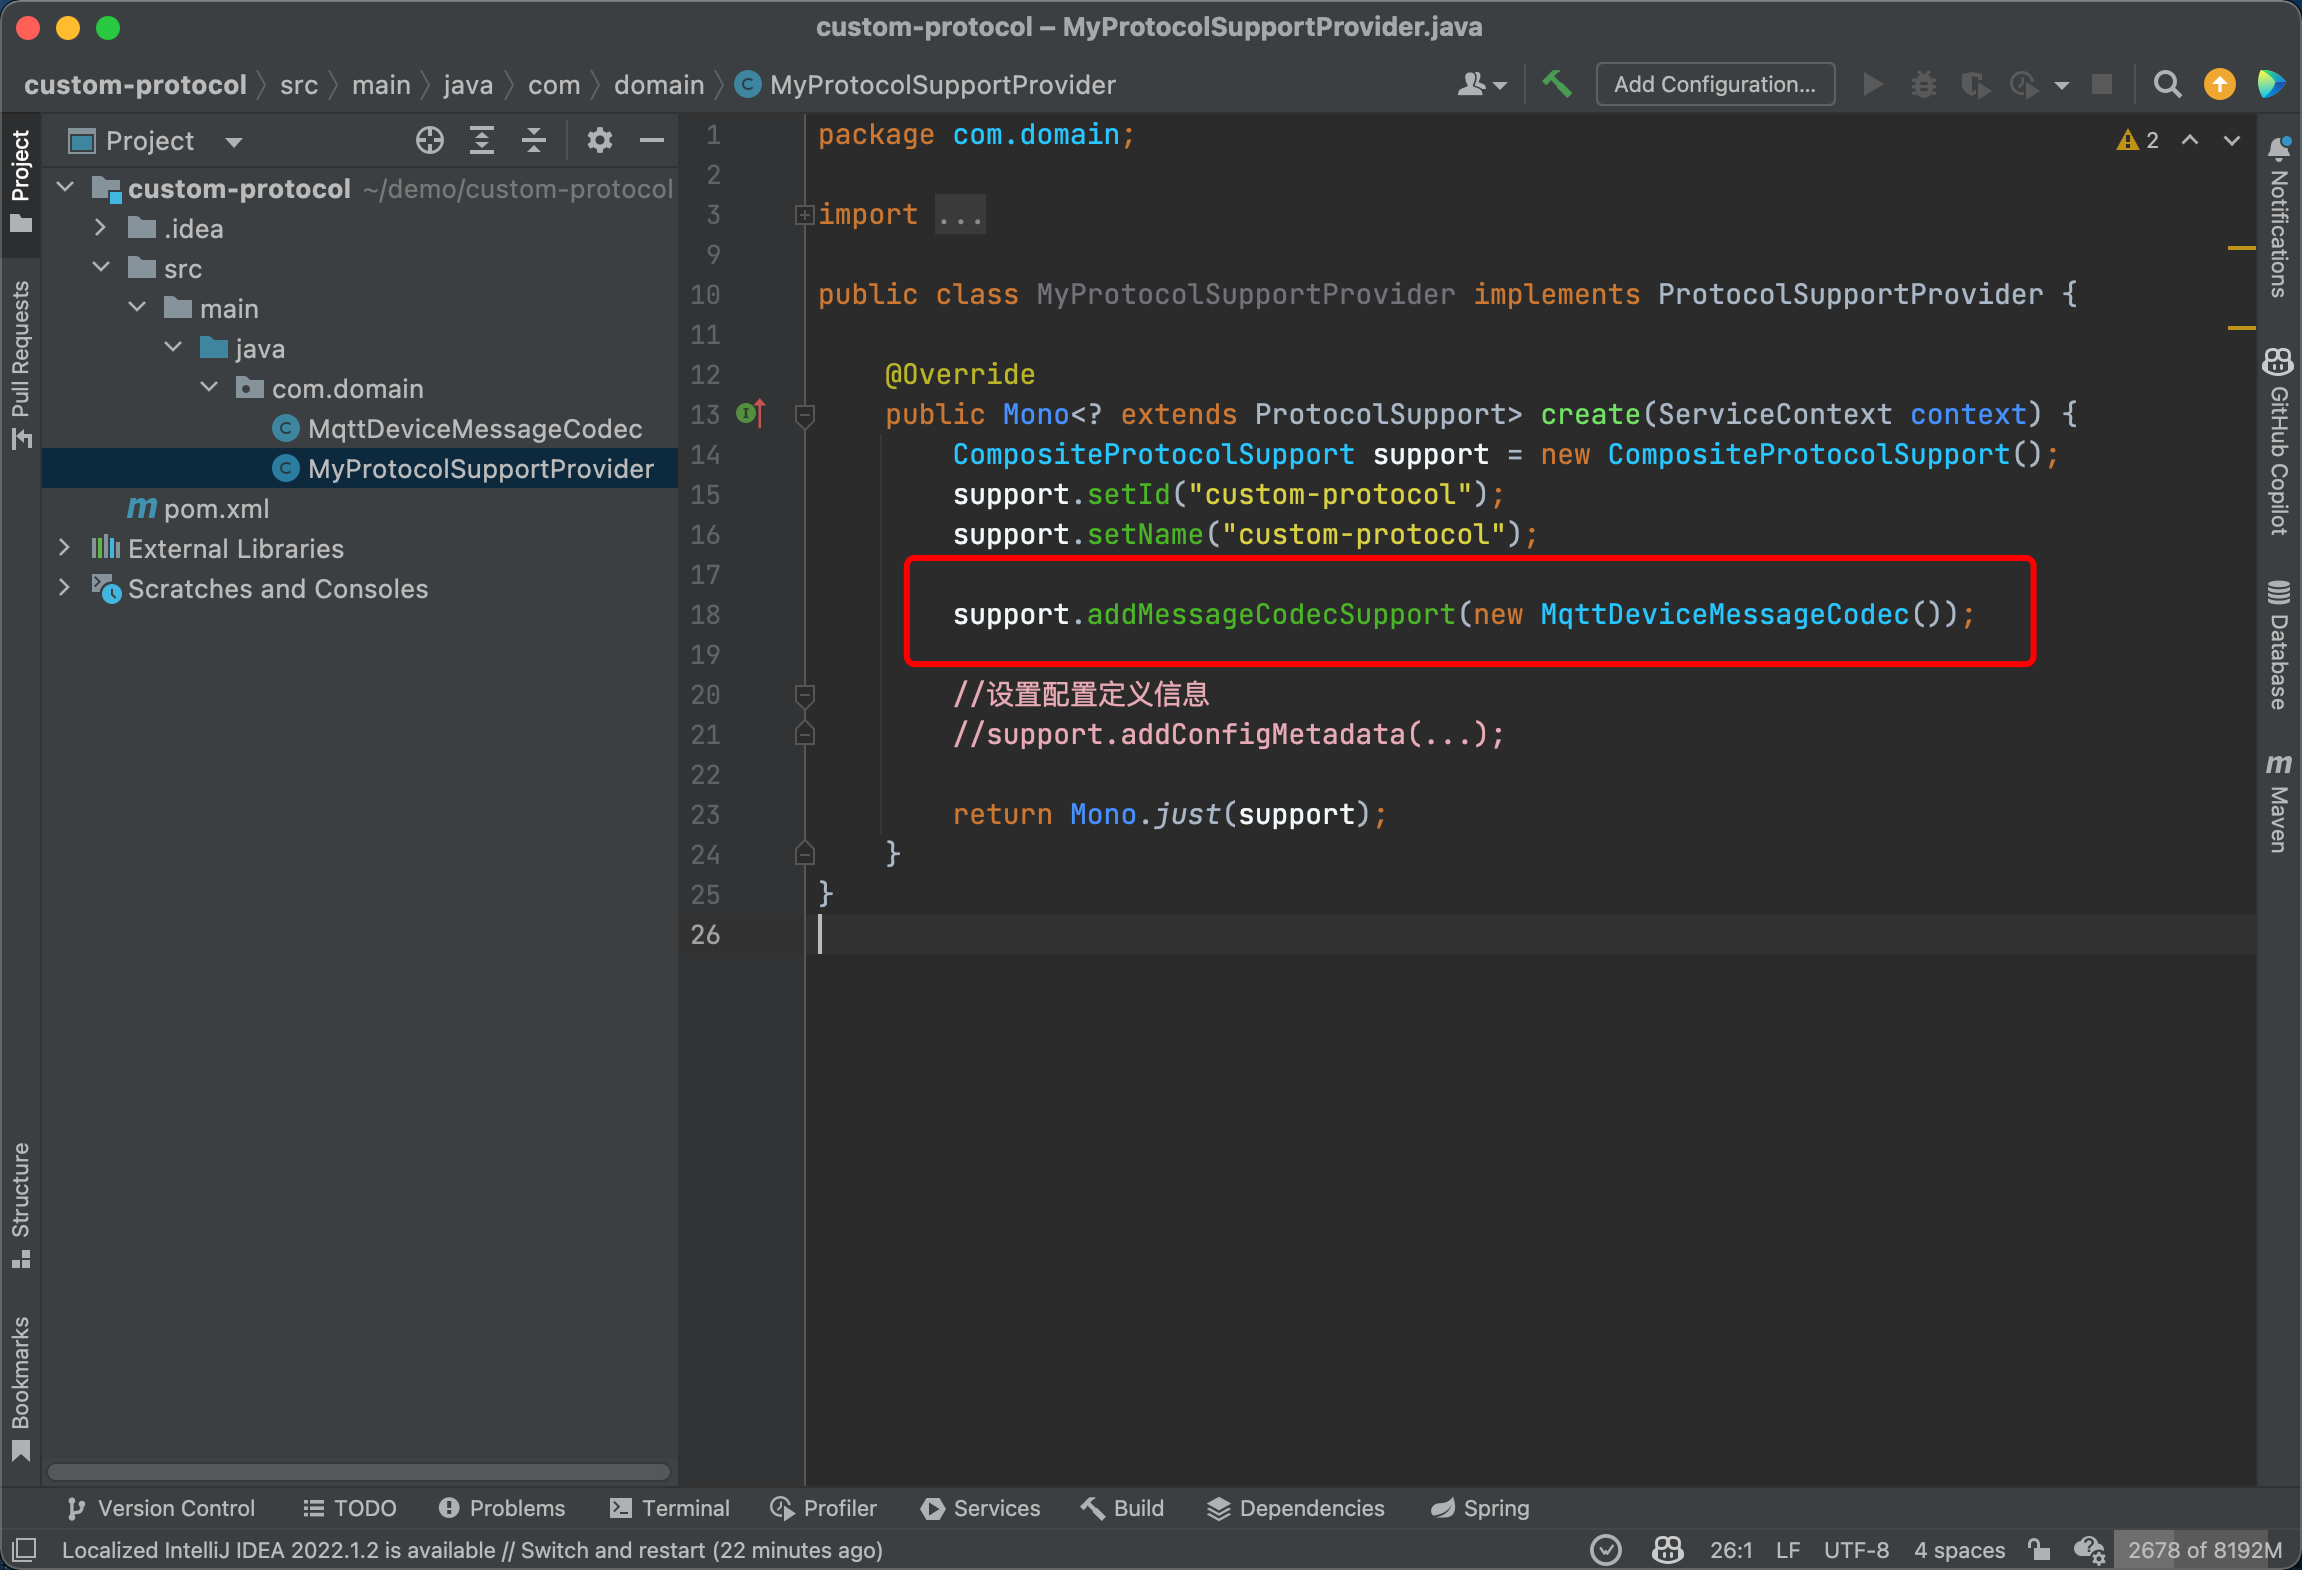 custom-protocol – MyProtocolSupportProvider.java
custom-protocol src main java com domain MyProtocolSupportProvider
Add Configuration...
Project
Project
Pull Requests
Structure
Bookmarks
custom-protocol ~/demo/custom-protocol
.idea
src
main
java
com.domain
MqttDeviceMessageCodec
MyProtocolSupportProvider
pom.xml
External Libraries
Scratches and Consoles
2
1 package com.domain;
2
3 import ...
9
10 public class MyProtocolSupportProvider implements ProtocolSupportProvider {
11
12 @Override
13 public Mono<? extends ProtocolSupport> create(ServiceContext context) {
14 CompositeProtocolSupport support = new CompositeProtocolSupport();
15 support.setId("custom-protocol");
16 support.setName("custom-protocol");
17
18 support.addMessageCodecSupport(new MqttDeviceMessageCodec());
19
20 //设置配置定义信息
21 //support.addConfigMetadata(...);
22
23 return Mono.just(support);
24 }
25 }
26
Notifications
GitHub Copilot
Database
Maven
Version Control TODO Problems Terminal Profiler Services Build Dependencies Spring
Localized IntelliJ IDEA 2022.1.2 is available // Switch and restart (22 minutes ago) 26:1 LF UTF-8 4 spaces 2678 of 8192M